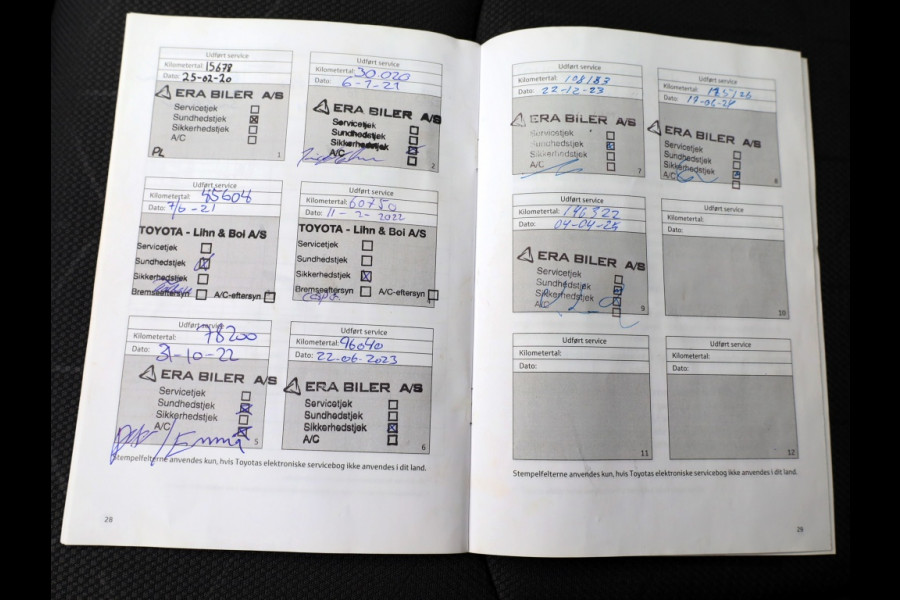 Udført service
Kilometertal: 15678
Dato: 25-02-20
ERA BILER A/S
Servicetjek
Sundhedstjek
Sikkerhedstjek
A/C
PL
1
Udført service
Kilometertal: 30.020
Dato: 6-1-21
ERA BILER A/S
Servicetjek
Sundhedstjek
Sikkerhedstjek
A/C
2
Udført service
Kilometertal: 45604
Dato: 7/6-21
TOYOTA - Lihn & Boi A/S
Servicetjek
Sundhedstjek
Sikkerhedstjek
Bremseeftersyn A/C-eftersyn
Udført service
Kilometertal: 60750
Dato: 11-2-2022
TOYOTA - Lihn & Boi A/S
Servicetjek
Sundhedstjek
Sikkerhedstjek
Bremseeftersyn A/C-eftersyn
Udført service
Kilometertal: 78200
Dato: 31-10-22
ERA BILER A/S
Servicetjek
Sundhedstjek
Sikkerhedstjek
A/C
/Emma
5
Udført service
Kilometertal: 96040
Dato: 22-06-2023
ERA BILER A/S
Servicetjek
Sundhedstjek
Sikkerhedstjek
A/C
6
Stempelfelterne anvendes kun, hvis Toyotas elektroniske servicebog ikke anvendes i dit land.
28
Udført service
Kilometertal: 108183
Dato: 22-12-23
ERA BILER A/S
Servicetjek
Sundhedstjek
Sikkerhedstjek
A/C
7
Udført service
Kilometertal: 125126
Dato: 19-06-24
ERA BILER A/S
Servicetjek
Sundhedstjek
Sikkerhedstjek
A/C
8
Udført service
Kilometertal: 146322
Dato: 04-04-25
ERA BILER A/S
Servicetjek
Sundhedstjek
Sikkerhedstjek
A/C
9
Udført service
Kilometertal:
Dato:
10
Udført service
Kilometertal:
Dato:
11
Udført service
Kilometertal:
Dato:
12
Stempelfelterne anvendes kun, hvis Toyotas elektroniske servicebog ikke anvendes i dit land.
29